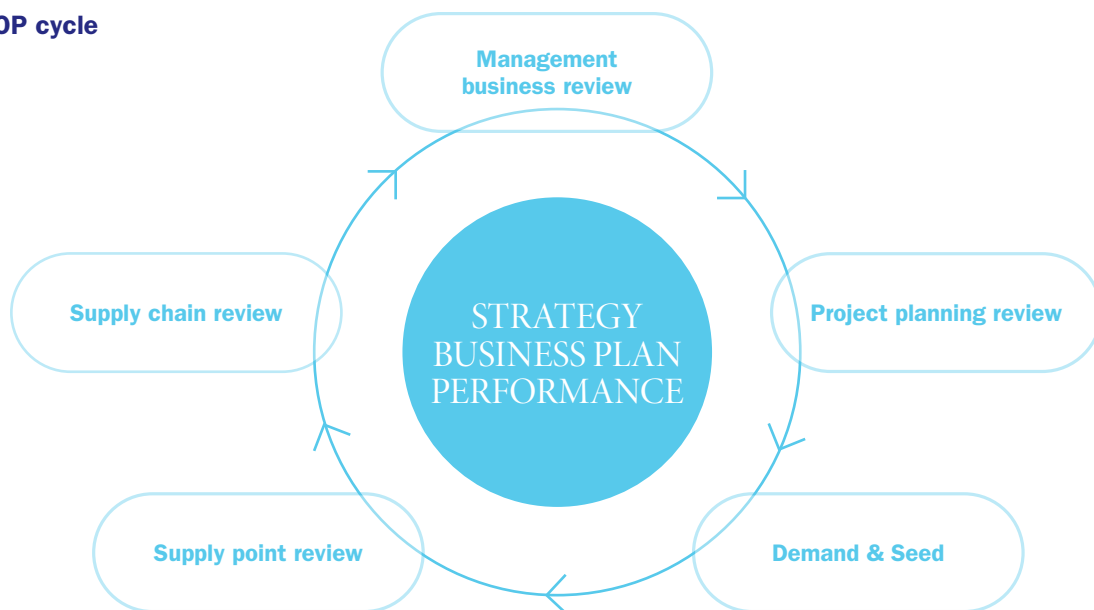 OP cycle
Management
business review
Supply chain review
Project planning review
STRATEGY
BUSINESS PLAN
PERFORMANCE
Supply point review
Demand & Seed